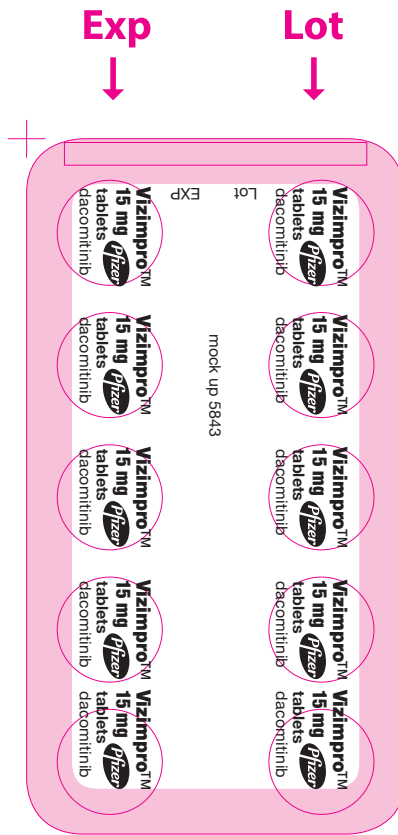 Exp Lot
EXP Lot
Vizimpro™
15 mg Pfizer
tablets
dacomitinib
Vizimpro™
15 mg Pfizer
tablets
dacomitinib
mock up 5843
Vizimpro™
15 mg Pfizer
tablets
dacomitinib
Vizimpro™
15 mg Pfizer
tablets
dacomitinib
Vizimpro™
15 mg Pfizer
tablets
dacomitinib
Vizimpro™
15 mg Pfizer
tablets
dacomitinib
Vizimpro™
15 mg Pfizer
tablets
dacomitinib
Vizimpro™
15 mg Pfizer
tablets
dacomitinib
Vizimpro™
15 mg Pfizer
tablets
dacomitinib
Vizimpro™
15 mg Pfizer
tablets
dacomitinib